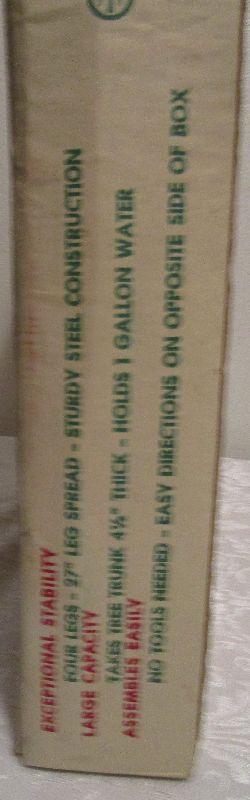 EXCEPTIONAL STABILITY
FOUR LEGS - 27" LEG SPREAD - STURDY STEEL CONSTRUCTION
LARGE CAPACITY
TAKES TREE TRUNK 4½" THICK - HOLDS 1 GALLON WATER
ASSEMBLES EASILY
NO TOOLS NEEDED - EASY DIRECTIONS ON OPPOSITE SIDE OF BOX